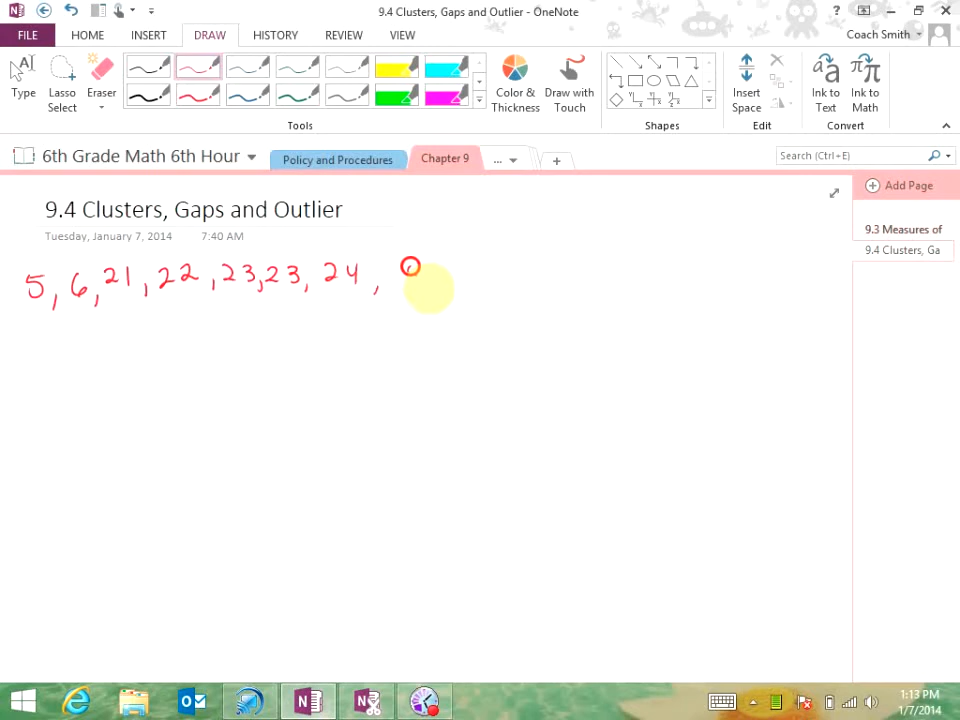 9.4 Clusters, Gaps and Outlier - OneNote
?
FILE HOME INSERT DRAW HISTORY REVIEW VIEW
Coach Smith
Type
Lasso Select
Eraser
Color & Thickness
Draw with Touch
Insert Space
Ink to Text
Ink to Math
Tools
Shapes
Edit
Convert
6th Grade Math 6th Hour
Policy and Procedures
Chapter 9
...
Search (Ctrl+E)
Add Page
9.4 Clusters, Gaps and Outlier
9.3 Measures of
Tuesday, January 7, 2014 7:40 AM
9.4 Clusters, Ga
5, 6, 21, 22, 23, 23, 24,
1:13 PM
1/7/2014